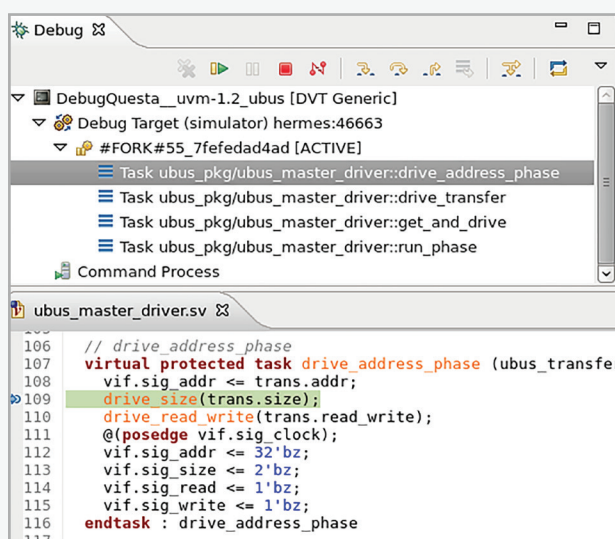 Debug
DebugQuesta__uvm-1.2_ubus [DVT Generic]
Debug Target (simulator) hermes:46663
#FORK#55_7fefedad4ad [ACTIVE]
Task ubus_pkg/ubus_master_driver::drive_address_phase
Task ubus_pkg/ubus_master_driver::drive_transfer
Task ubus_pkg/ubus_master_driver::get_and_drive
Task ubus_pkg/ubus_master_driver::run_phase
Command Process
ubus_master_driver.sv
106 // drive_address_phase
107 virtual protected task drive_address_phase (ubus_transfe
108 vif.sig_addr <= trans.addr;
109 drive_size(trans.size);
110 drive_read_write(trans.read_write);
111 @(posedge vif.sig_clock);
112 vif.sig_addr <= 32'bz;
113 vif.sig_size <= 2'bz;
114 vif.sig_read <= 1'bz;
115 vif.sig_write <= 1'bz;
116 endtask : drive_address_phase